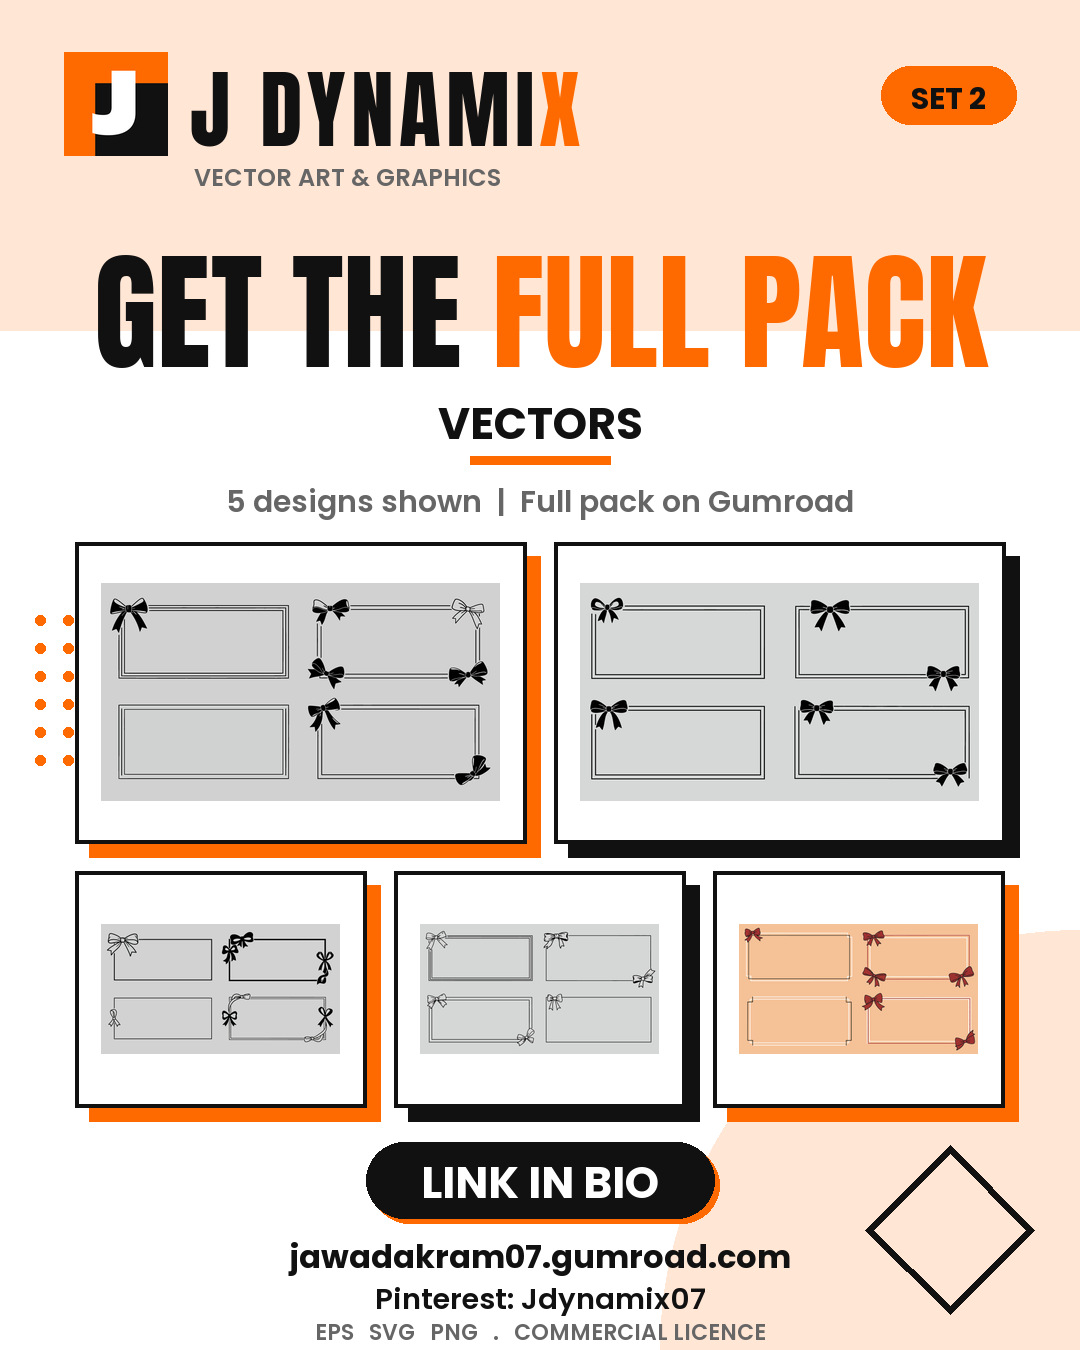 J
J DYNAMIX
SET 2
VECTOR ART & GRAPHICS
GET THE FULL PACK
VECTORS
5 designs shown | Full pack on Gumroad
LINK IN BIO
jawadakram07.gumroad.com
Pinterest: Jdynamix07
EPS SVG PNG . COMMERCIAL LICENCE